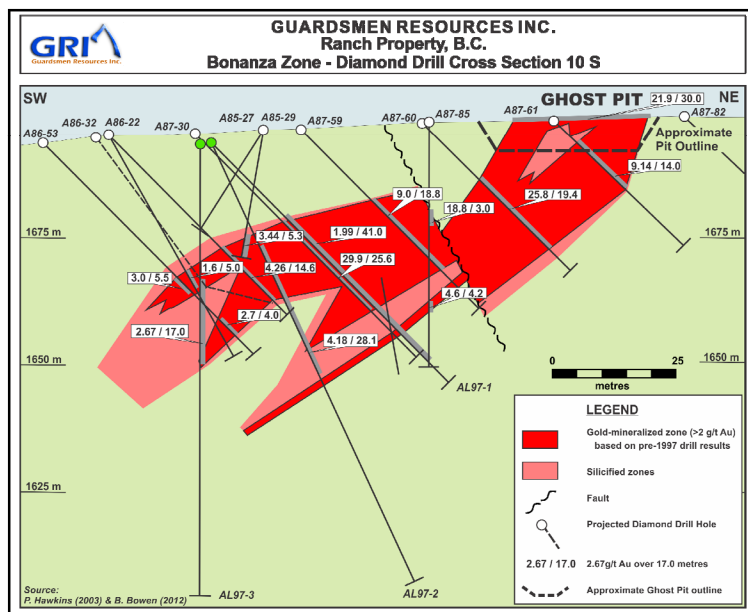 GUARDSMEN RESOURCES INC.
Ranch Property, B.C.
Bonanza Zone - Diamond Drill Cross Section 10 S
GRI
Guardsmen Resources Inc.
SW
NE
GHOST PIT
21.9 / 30.0
A86-53
A86-32
A86-22
A87-30
A85-27
A85-29
A87-59
A87-60
A87-85
A87-61
A87-82
Approximate
Pit Outline
9.14 / 14.0
9.0 / 18.8
25.8 / 19.4
18.8 / 3.0
1675 m
1675 m
3.44 / 5.3
1.99 / 41.0
29.9 / 25.6
3.0 / 5.5
1.6 / 5.0
4.26 / 14.6
4.6 / 4.2
2.7 / 4.0
2.67 / 17.0
4.18 / 28.1
1650 m
1650 m
0
25
metres
AL97-1
LEGEND
Gold-mineralized zone (>2 g/t Au)
based on pre-1997 drill results
Silicified zones
Fault
Projected Diamond Drill Hole
2.67 / 17.0
2.67g/t Au over 17.0 metres
Approximate Ghost Pit outline
1625 m
Source:
P. Hawkins (2003) & B. Bowen (2012)
AL97-3
AL97-2